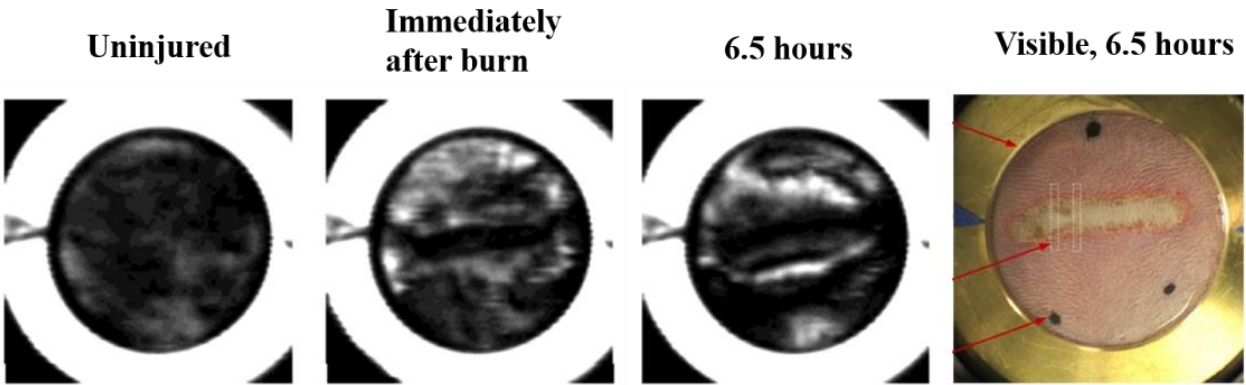 Uninjured
Immediately
after burn
6.5 hours
Visible, 6.5 hours